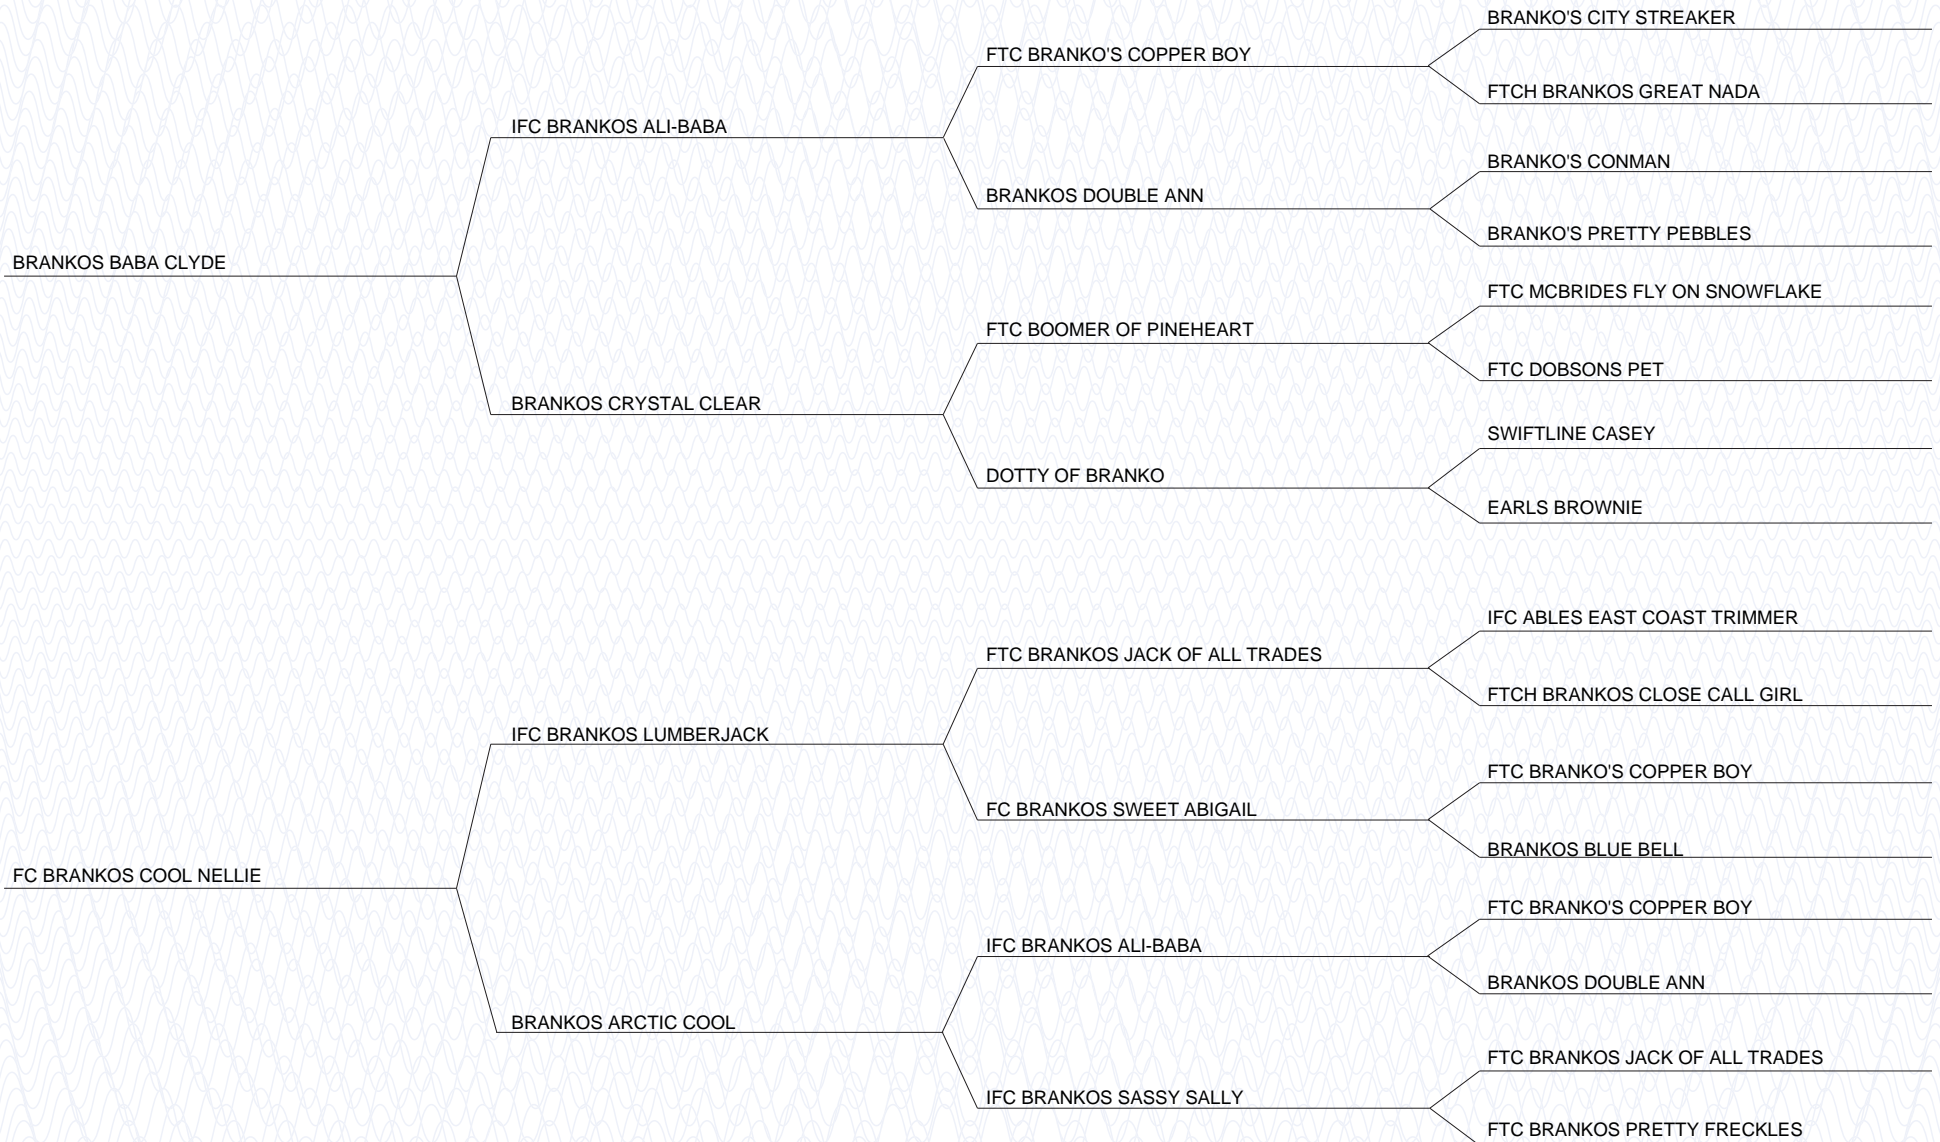 BRANKO'S CITY STREAKER
FTC BRANKO'S COPPER BOY
FTCH BRANKOS GREAT NADA
IFC BRANKOS ALI-BABA
BRANKO'S CONMAN
BRANKOS DOUBLE ANN
BRANKO'S PRETTY PEBBLES
BRANKOS BABA CLYDE
FTC MCBRIDES FLY ON SNOWFLAKE
FTC BOOMER OF PINEHEART
FTC DOBSONS PET
BRANKOS CRYSTAL CLEAR
SWIFTLINE CASEY
DOTTY OF BRANKO
EARLS BROWNIE
IFC ABLES EAST COAST TRIMMER
FTC BRANKOS JACK OF ALL TRADES
FTCH BRANKOS CLOSE CALL GIRL
IFC BRANKOS LUMBERJACK
FTC BRANKO'S COPPER BOY
FC BRANKOS SWEET ABIGAIL
BRANKOS BLUE BELL
FC BRANKOS COOL NELLIE
FTC BRANKO'S COPPER BOY
IFC BRANKOS ALI-BABA
BRANKOS DOUBLE ANN
BRANKOS ARCTIC COOL
FTC BRANKOS JACK OF ALL TRADES
IFC BRANKOS SASSY SALLY
FTC BRANKOS PRETTY FRECKLES